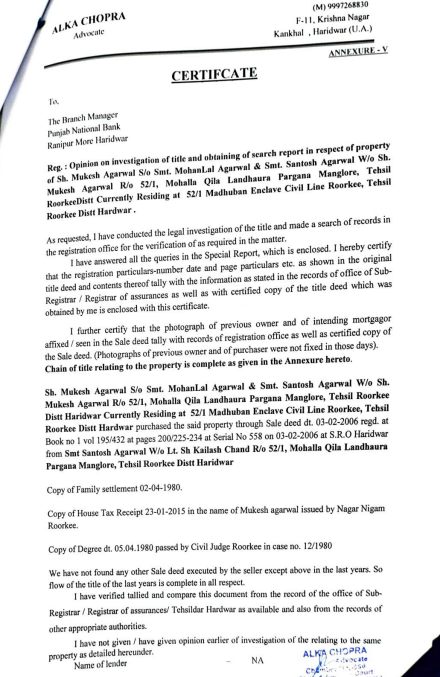 ALKA CHOPRA
Advocate
(M) 9997268830
F-11, Krishna Nagar
Kankhal , Haridwar (U.A.)
ANNEXURE - V
CERTIFCATE
To,
The Branch Manager
Punjab National Bank
Ranipur More Haridwar
Reg. : Opinion on investigation of title and obtaining of search report in respect of property
of Sh. Mukesh Agarwal S/o Smt. MohanLal Agarwal & Smt. Santosh Agarwal W/o Sh.
Mukesh Agarwal R/o 52/1, Mohalla Qila Landhaura Pargana Manglore, Tehsil
RoorkeeDistt Currently Residing at 52/1 Madhuban Enclave Civil Line Roorkee, Tehsil
Roorkee Distt Hardwar .
As requested, I have conducted the legal investigation of the title and made a search of records in
the registration office for the verification of as required in the matter.
I have answered all the queries in the Special Report, which is enclosed. I hereby certify
that the registration particulars-number date and page particulars etc. as shown in the original
title deed and contents thereof tally with the information as stated in the records of office of Sub-
Registrar / Registrar of assurances as well as with certified copy of the title deed which was
obtained by me is enclosed with this certificate.
I further certify that the photograph of previous owner and of intending mortgagor
affixed / seen in the Sale deed tally with records of registration office as well as certified copy of
the Sale deed. (Photographs of previous owner and of purchaser were not fixed in those days).
Chain of title relating to the property is complete as given in the Annexure hereto.
Sh. Mukesh Agarwal S/o Smt. MohanLal Agarwal & Smt. Santosh Agarwal W/o Sh.
Mukesh Agarwal R/o 52/1, Mohalla Qila Landhaura Pargana Manglore, Tehsil Roorkee
Distt Hardwar Currently Residing at 52/1 Madhuban Enclave Civil Line Roorkee, Tehsil
Roorkee Distt Hardwar purchased the said property through Sale deed dt. 03-02-2006 regd. at
Book no 1 vol 195/432 at pages 200/225-234 at Serial No 558 on 03-02-2006 at S.R.O Haridwar
from Smt Santosh Agarwal W/o Lt. Sh Kailash Chand R/o 52/1, Mohalla Qila Landhaura
Pargana Manglore, Tehsil Roorkee Distt Haridwar
Copy of Family settlement 02-04-1980.
Copy of House Tax Receipt 23-01-2015 in the name of Mukesh agarwal issued by Nagar Nigam
Roorkee.
Copy of Degree dt. 05.04.1980 passed by Civil Judge Roorkee in case no. 12/1980
We have not found any other Sale deed executed by the seller except above in the last years. So
flow of the title of the last years is complete in all respect.
I have verified tallied and compare this document from the record of the office of Sub-
Registrar / Registrar of assurances/ Tehsildar Hardwar as available and also from the records of
other appropriate authorities.
I have not given / have given opinion earlier of investigation of the relating to the same
property as detailed hereunder.
Name of lender – NA
ALKA CHOPRA
Advocate